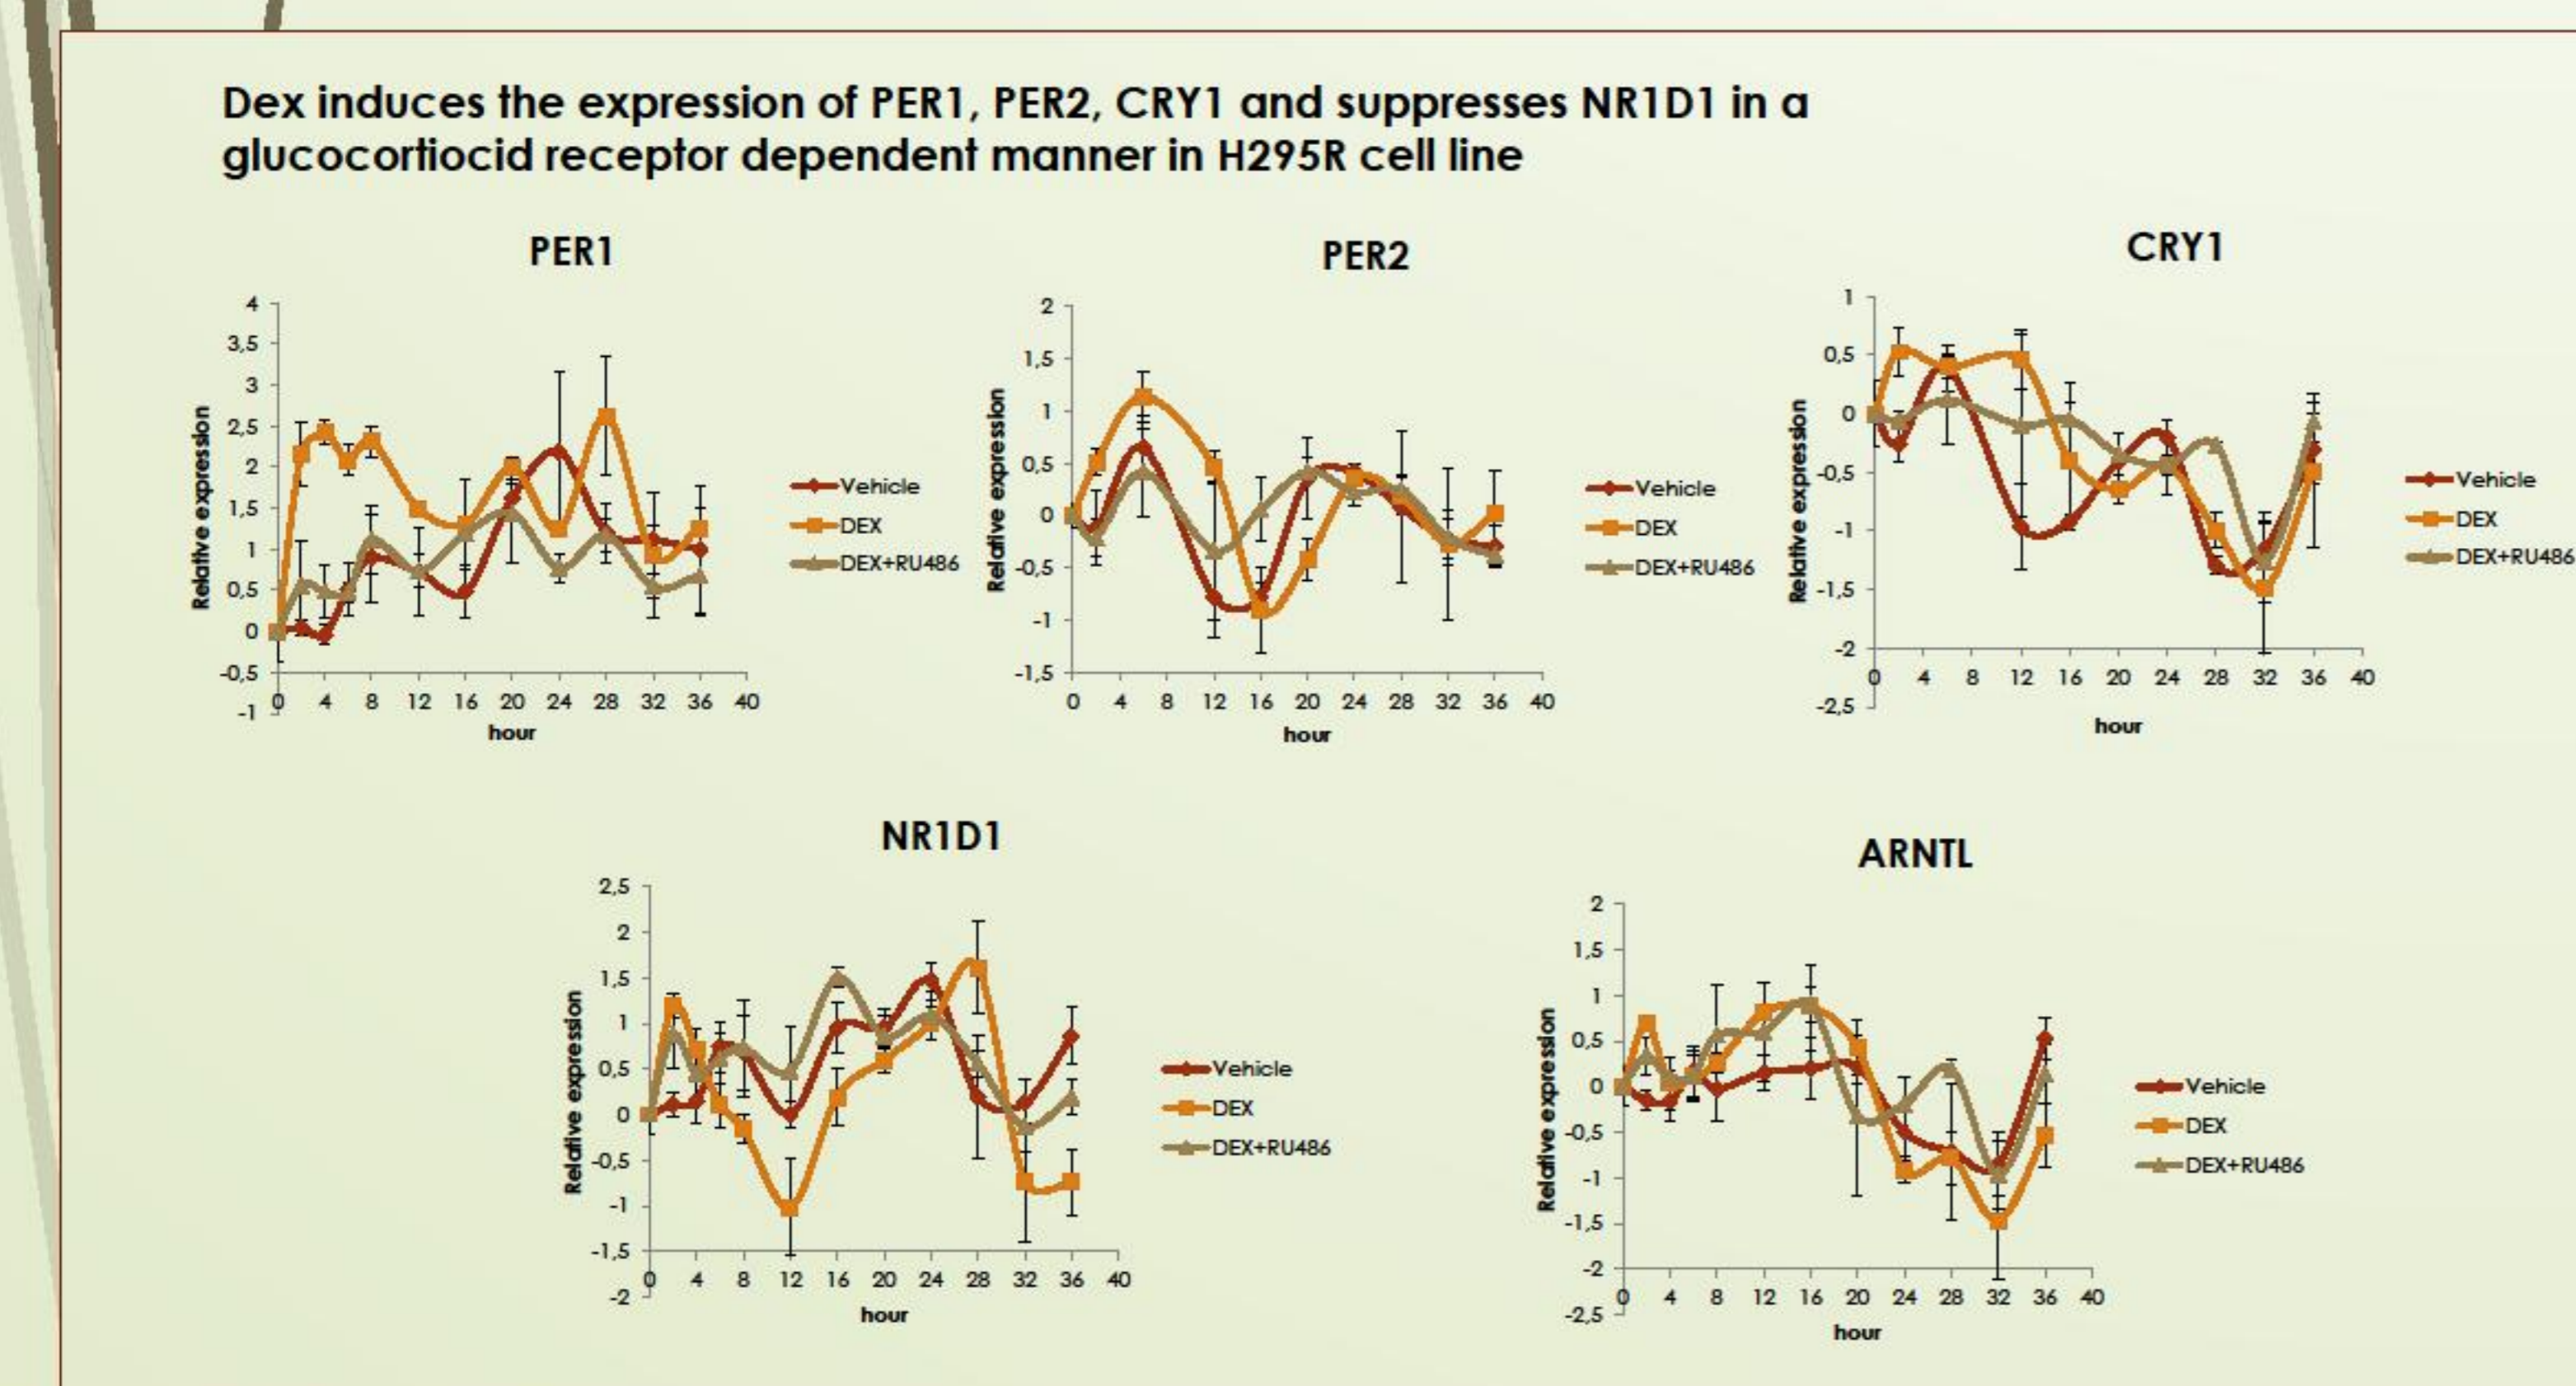 Dex induces the expression of PER1, PER2, CRY1 and suppresses NR1D1 in a
glucocortiocid receptor dependent manner in H295R cell line
PER1
4
3,5
3
2,5
2
1,5
1
0,5
0
-0,5
-1
Relative expression
0 4 8 12 16 20 24 28 32 36 40
hour
Vehicle
DEX
DEX+RU486
PER2
2
1,5
1
0,5
0
-0,5
-1
-1,5
Relative expression
0 4 8 12 16 20 24 28 32 36 40
hour
Vehicle
DEX
DEX+RU486
CRY1
1
0,5
0
-0,5
-1
-1,5
-2
-2,5
Relative expression
0 4 8 12 16 20 24 28 32 36 40
hour
Vehicle
DEX
DEX+RU486
NR1D1
2,5
2
1,5
1
0,5
0
-0,5
-1
-1,5
-2
Relative expression
0 4 8 12 16 20 24 28 32 36 40
hour
Vehicle
DEX
DEX+RU486
ARNTL
2
1,5
1
0,5
0
-0,5
-1
-1,5
-2
-2,5
Relative expression
0 4 8 12 16 20 24 28 32 36 40
hour
Vehicle
DEX
DEX+RU486